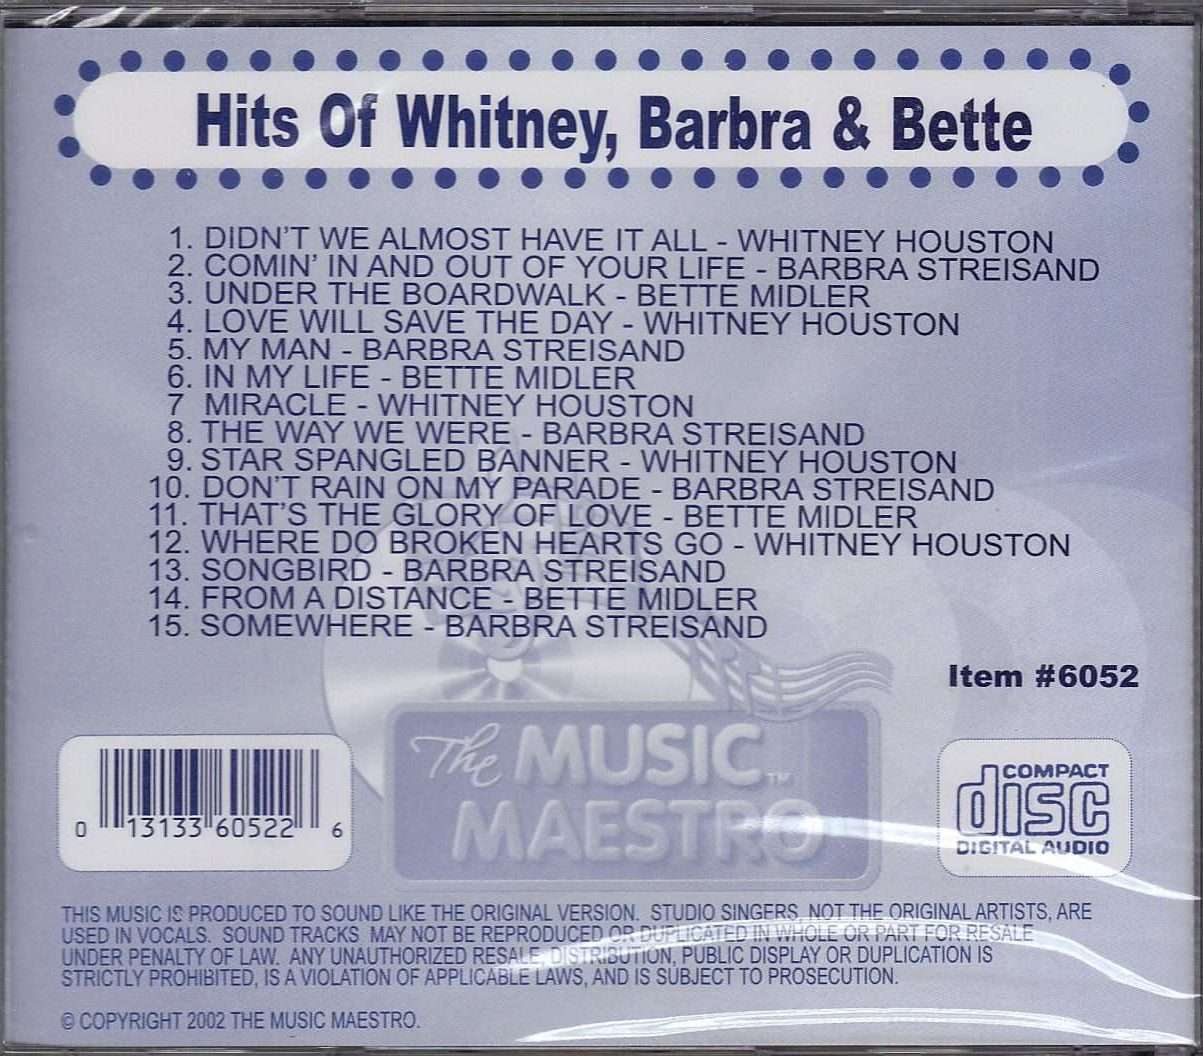 Hits Of Whitney, Barbra & Bette
1. DIDN'T WE ALMOST HAVE IT ALL - WHITNEY HOUSTON
2. COMIN' IN AND OUT OF YOUR LIFE - BARBRA STREISAND
3. UNDER THE BOARDWALK - BETTE MIDLER
4. LOVE WILL SAVE THE DAY - WHITNEY HOUSTON
5. MY MAN - BARBRA STREISAND
6. IN MY LIFE - BETTE MIDLER
7 MIRACLE - WHITNEY HOUSTON
8. THE WAY WE WERE - BARBRA STREISAND
9. STAR SPANGLED BANNER - WHITNEY HOUSTON
10. DON'T RAIN ON MY PARADE - BARBRA STREISAND
11. THAT'S THE GLORY OF LOVE - BETTE MIDLER
12. WHERE DO BROKEN HEARTS GO - WHITNEY HOUSTON
13. SONGBIRD - BARBRA STREISAND
14. FROM A DISTANCE - BETTE MIDLER
15. SOMEWHERE - BARBRA STREISAND
Item #6052
The MUSIC™
MAESTRO
0 13133 60522 6
COMPACT
disc
DIGITAL AUDIO
THIS MUSIC IS PRODUCED TO SOUND LIKE THE ORIGINAL VERSION. STUDIO SINGERS, NOT THE ORIGINAL ARTISTS, ARE
USED IN VOCALS. SOUND TRACKS MAY NOT BE REPRODUCED OR DUPLICATED IN WHOLE OR PART FOR RESALE
UNDER PENALTY OF LAW. ANY UNAUTHORIZED RESALE, DISTRIBUTION, PUBLIC DISPLAY OR DUPLICATION IS
STRICTLY PROHIBITED, IS A VIOLATION OF APPLICABLE LAWS, AND IS SUBJECT TO PROSECUTION.
© COPYRIGHT 2002 THE MUSIC MAESTRO.